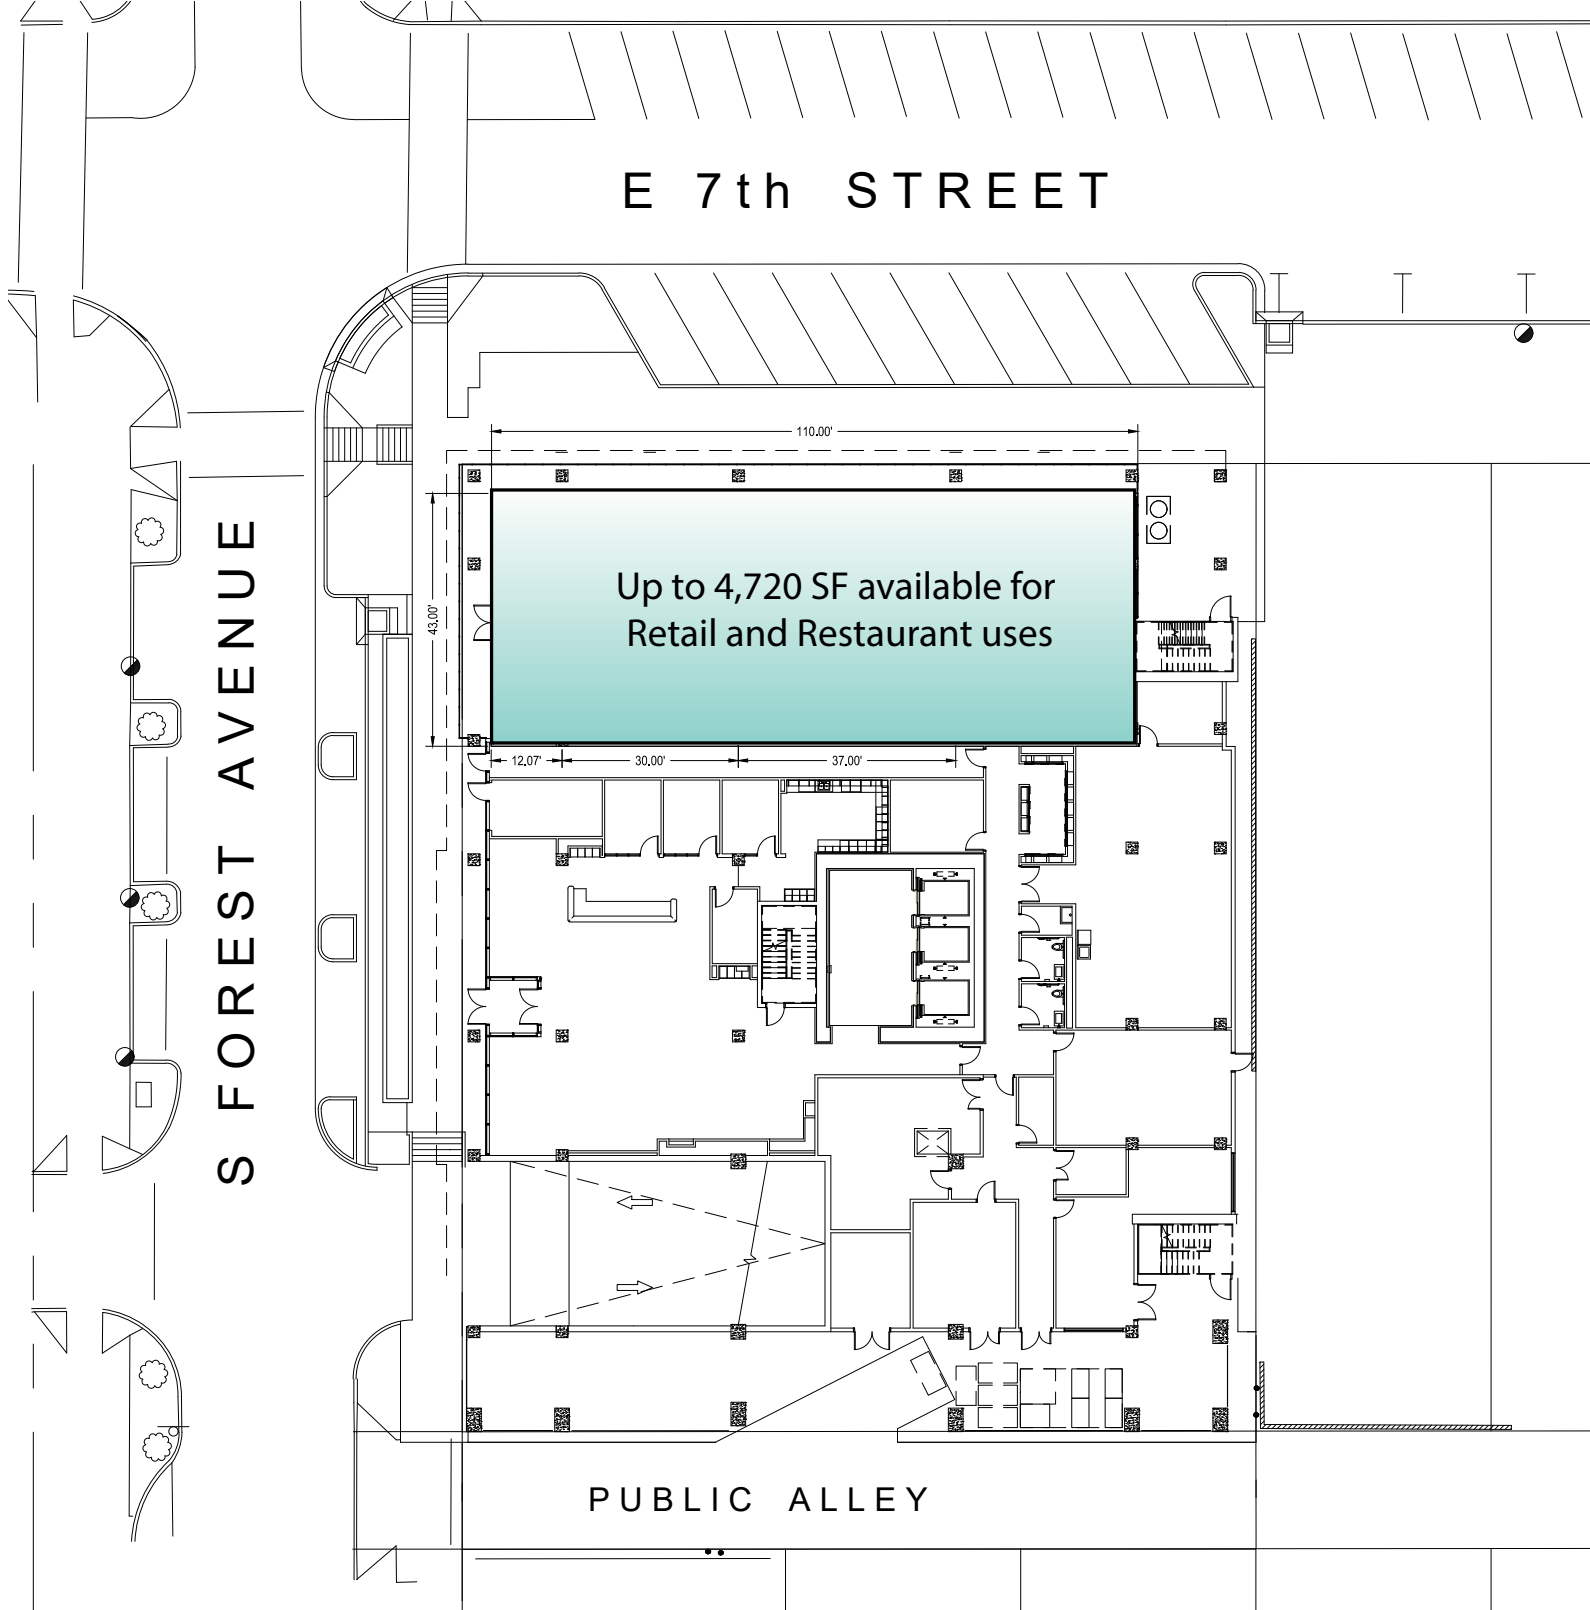 E 7th STREET
110.00'
43.00'
Up to 4,720 SF available for
Retail and Restaurant uses
12.07'
30.00'
37.00'
S FOREST AVENUE
PUBLIC ALLEY